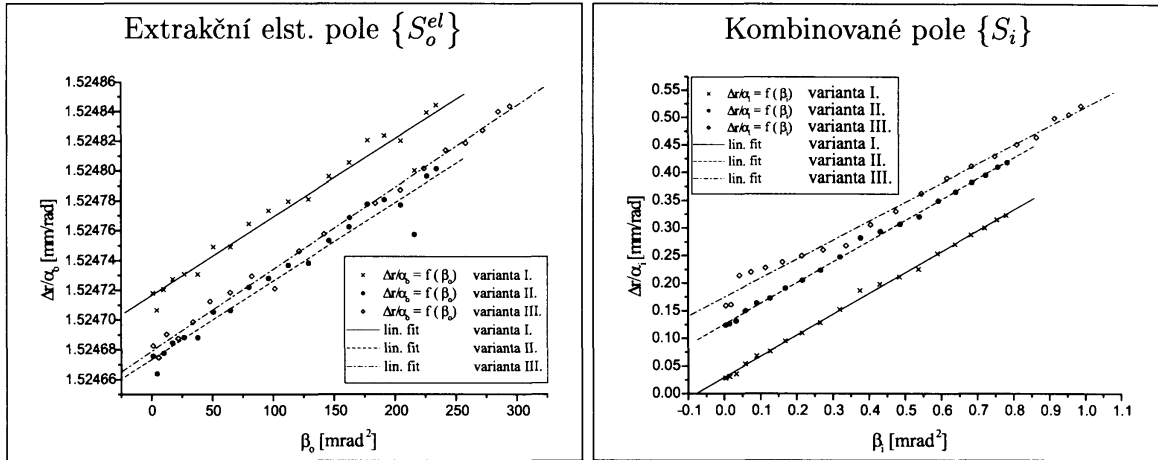 Extrakční elst. pole {S_o^el}
1.52486
1.52484
1.52482
1.52480
1.52478
1.52476
1.52474
1.52472
1.52470
1.52468
1.52466
Δr/α_o [mm/rad]
× Δr/α_o = f(β_o) varianta I.
• Δr/α_o = f(β_o) varianta II.
◇ Δr/α_o = f(β_o) varianta III.
lin. fit varianta I.
lin. fit varianta II.
lin. fit varianta III.
0 50 100 150 200 250 300
β_o [mrad²]
Kombinované pole {S_i}
0.55
0.50
0.45
0.40
0.35
0.30
0.25
0.20
0.15
0.10
0.05
0.00
Δr/α_i [mm/rad]
× Δr/α_i = f(β_i) varianta I.
• Δr/α_i = f(β_i) varianta II.
◇ Δr/α_i = f(β_i) varianta III.
lin. fit varianta I.
lin. fit varianta II.
lin. fit varianta III.
-0.1 0.0 0.1 0.2 0.3 0.4 0.5 0.6 0.7 0.8 0.9 1.0 1.1
β_i [mrad²]